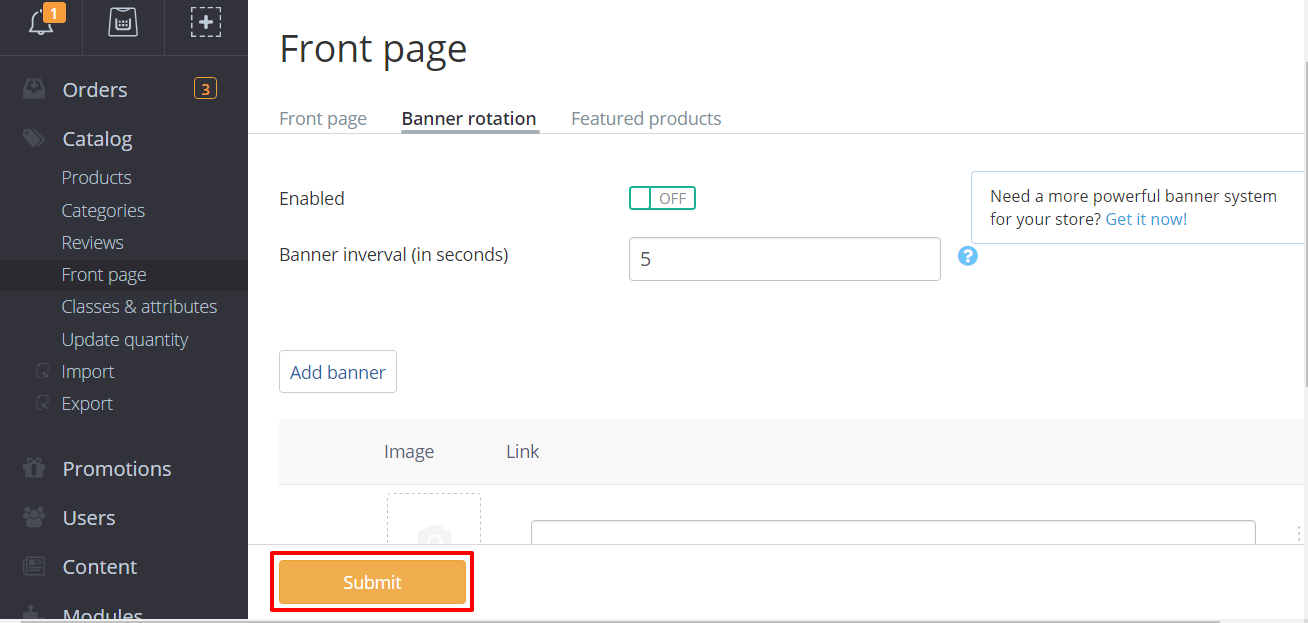 1
Orders 3
Catalog
Products
Categories
Reviews
Front page
Classes & attributes
Update quantity
Import
Export
Promotions
Users
Content
Modules
Front page
Front page Banner rotation Featured products
Enabled OFF
Need a more powerful banner system
for your store? Get it now!
Banner inverval (in seconds) 5 ?
Add banner
Image Link
Submit